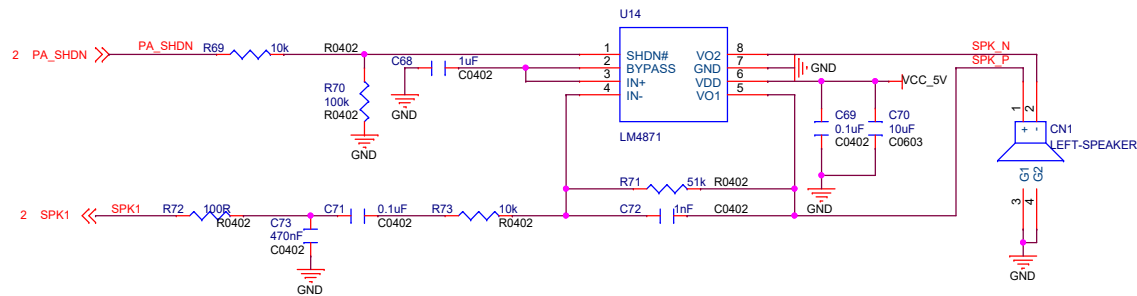 U14
2 PA_SHDN PA_SHDN R69 10k R0402
C68 1uF C0402
GND
1 SHDN# VO2 8 SPK_N
2 BYPASS GND 7 GND SPK_P
3 IN+ VDD 6 VCC_5V
4 IN- VO1 5
LM4871
R70
100k
R0402
GND
C69
0.1uF
C0402
C70
10uF
C0603
GND
1 2
+ -
CN1
LEFT-SPEAKER
G1 G2
3 4
GND
R71 51k R0402
C72 1nF C0402
2 SPK1 SPK1 R72 100R R0402
C73
470nF
C0402
GND
C71 0.1uF C0402
R73 10k R0402